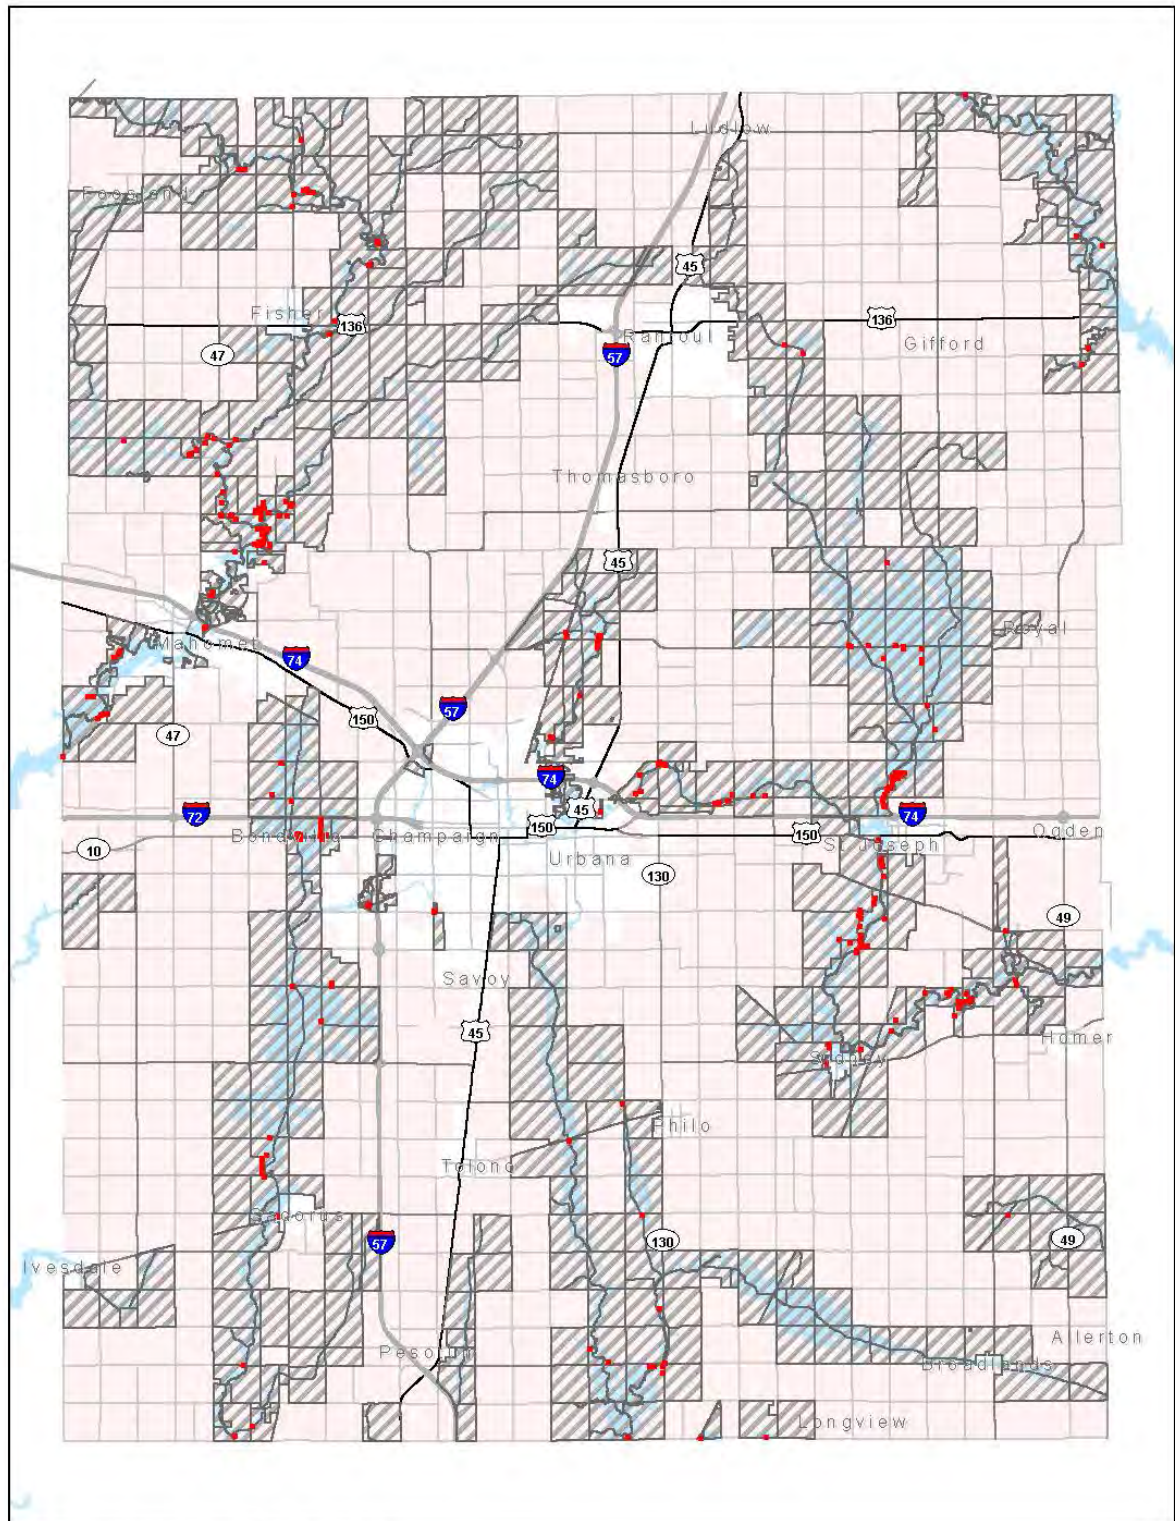 Ludlow
Foosland
45
Fisher
136
136
Rantoul
Gifford
47
57
Thomasboro
45
Royal
Mahomet
74
57
150
47
74
72
45
74
150
150
Bondville
Champaign
Ogden
St Joseph
10
Urbana
130
49
Savoy
45
Homer
Sidney
Philo
Tolono
Sadorus
130
49
57
Ivesdale
Allerton
Pesotum
Broadlands
Longview